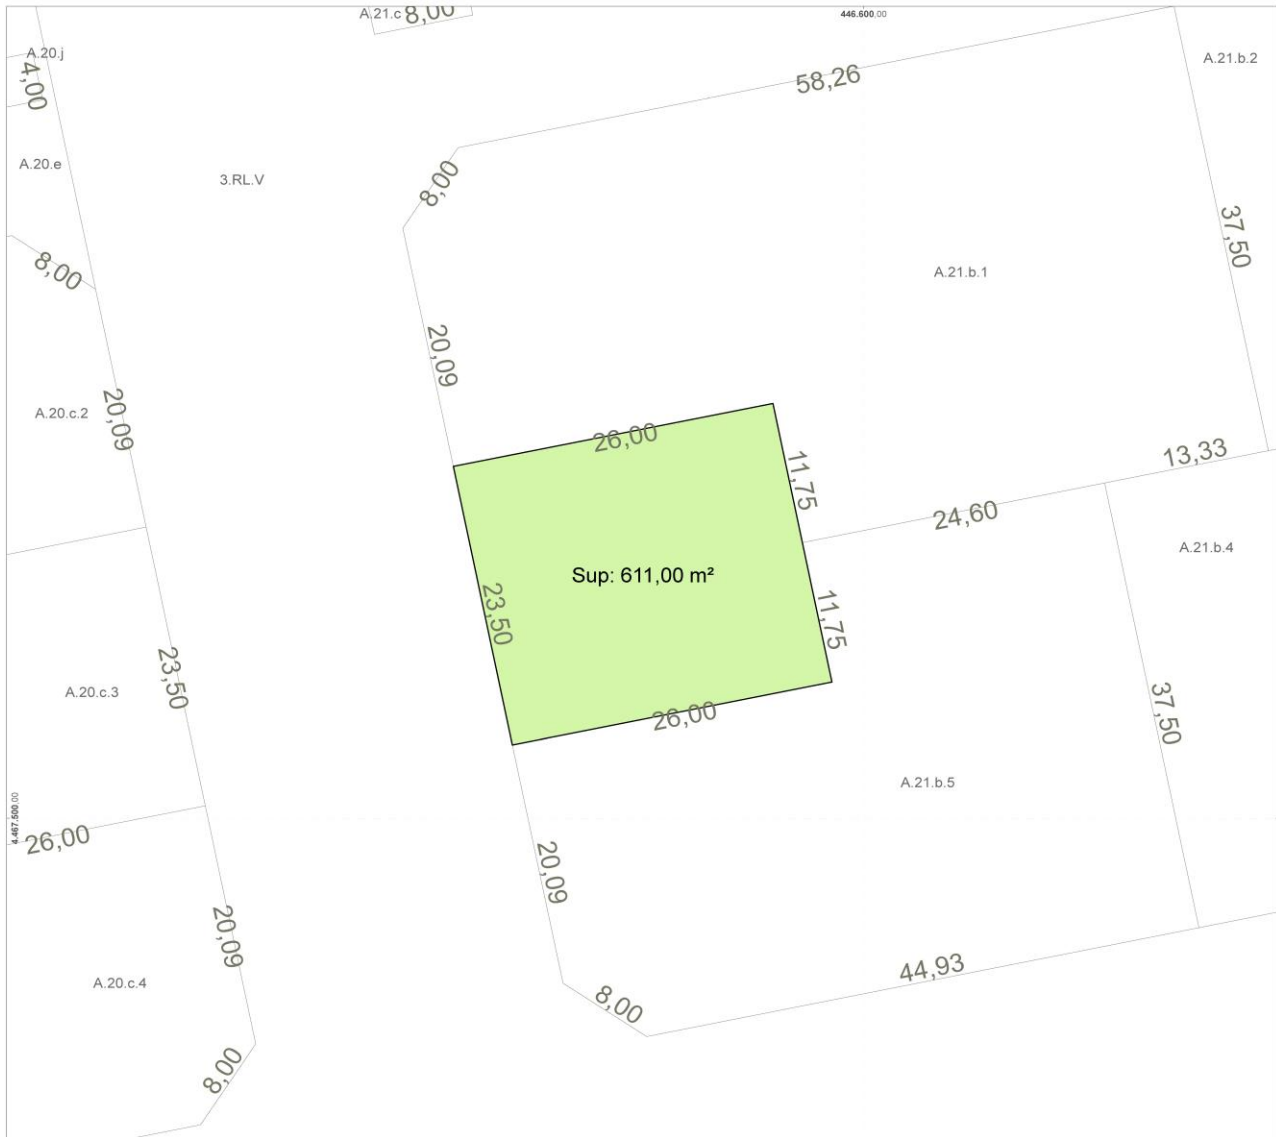 A.21.c
8,00
446.600,00
A.20.j
58,26
A.21.b.2
4,00
A.20.e
3.RL.V
8,00
37,50
8,00
A.21.b.1
20,09
20,09
A.20.c.2
26,00
11,75
13,33
24,60
A.21.b.4
Sup: 611,00 m²
23,50
11,75
23,50
A.20.c.3
26,00
37,50
A.21.b.5
4.467.500,00
26,00
20,09
20,09
44,93
A.20.c.4
8,00
8,00